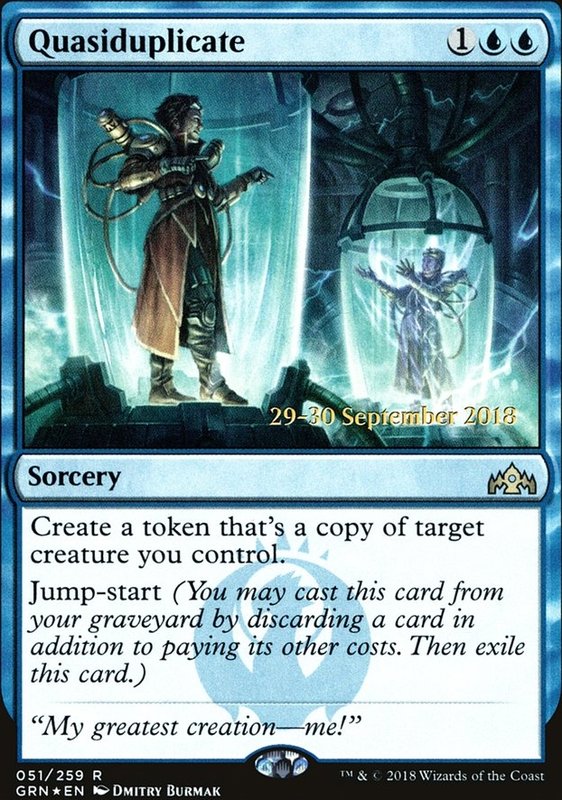 Quasiduplicate 1
29–30 September 2018
Sorcery
Create a token that's a copy of target
creature you control.
Jump-start (You may cast this card from
your graveyard by discarding a card in
addition to paying its other costs. Then exile
this card.)
“My greatest creation—me!”
051/259 R
GRN★EN Dmitry Burmak
™ & © 2018 Wizards of the Coast